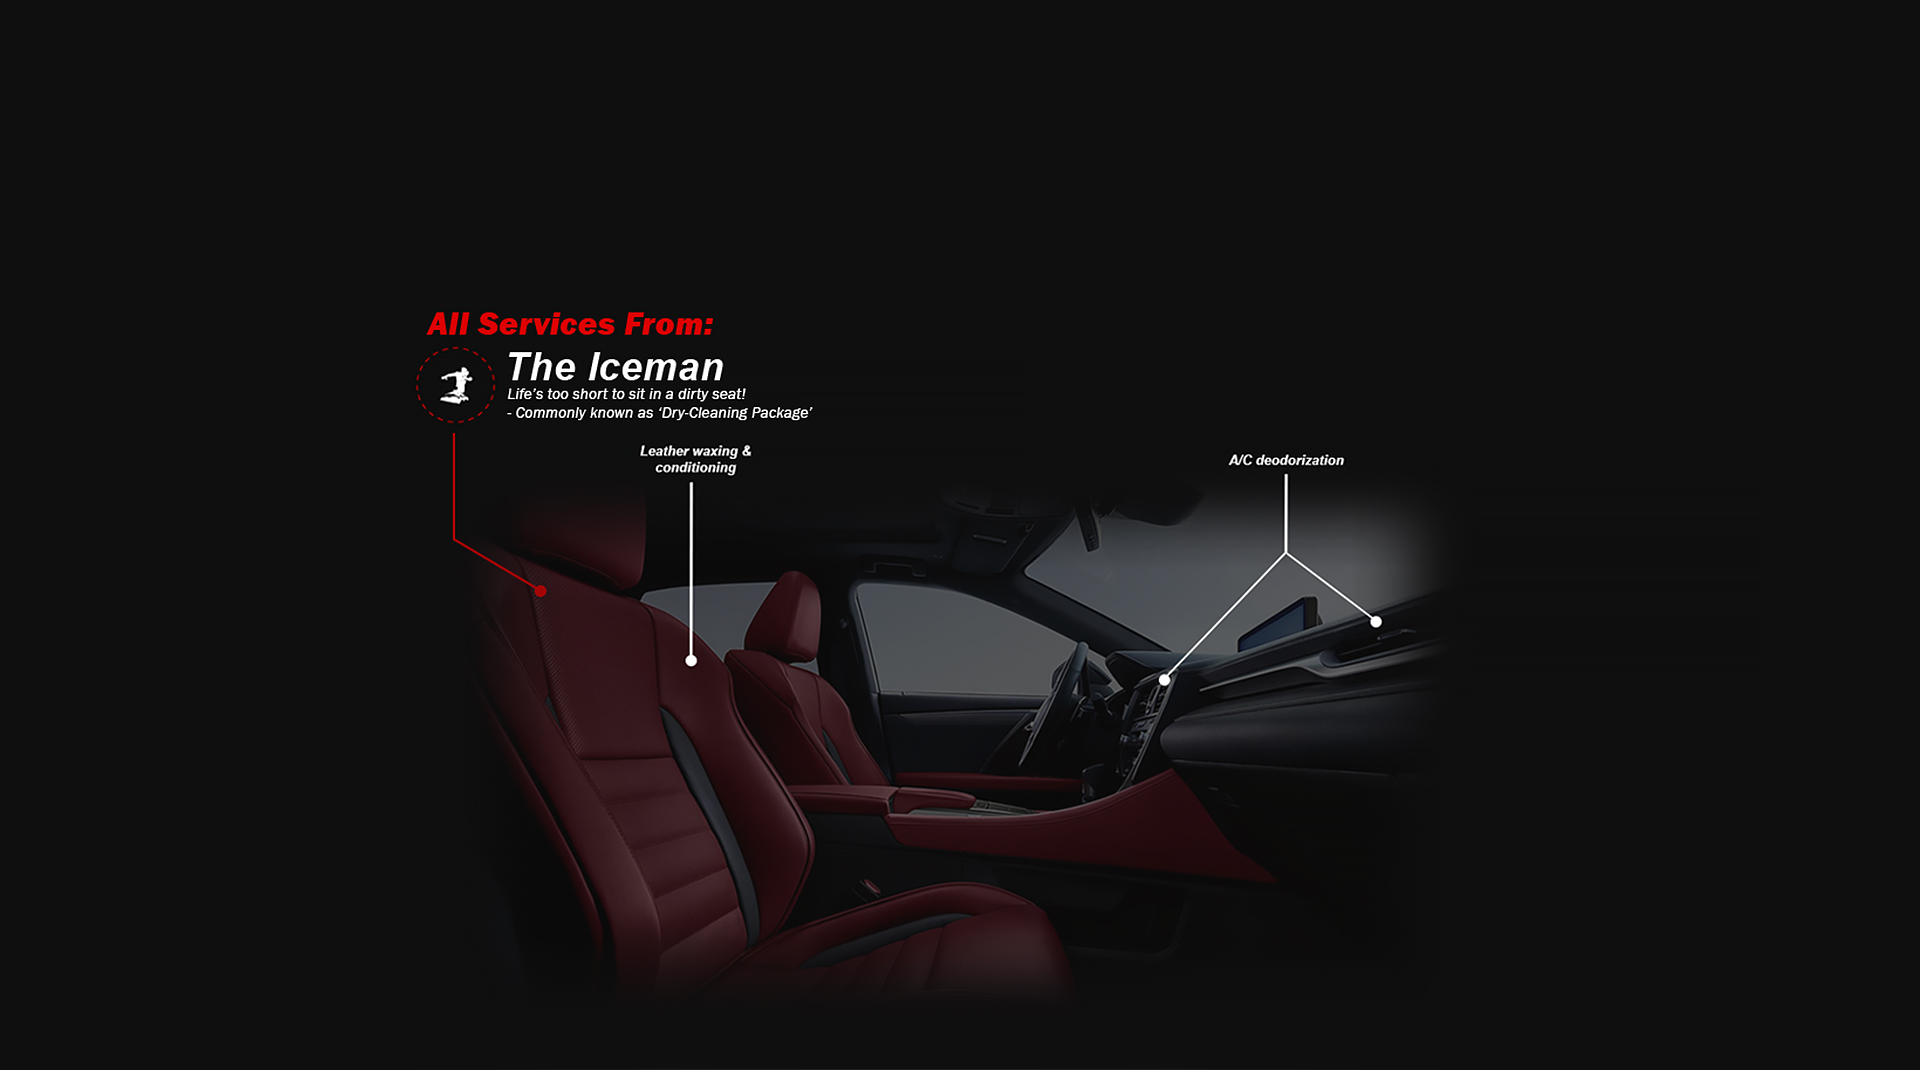 All Services From:
The Iceman
Life's too short to sit in a dirty seat!
- Commonly known as ‘Dry-Cleaning Package’
Leather waxing &
conditioning
A/C deodorization